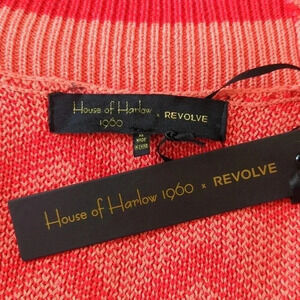 House of Harlow
1960 x REVOLVE
House of Harlow 1960 x REVOLVE